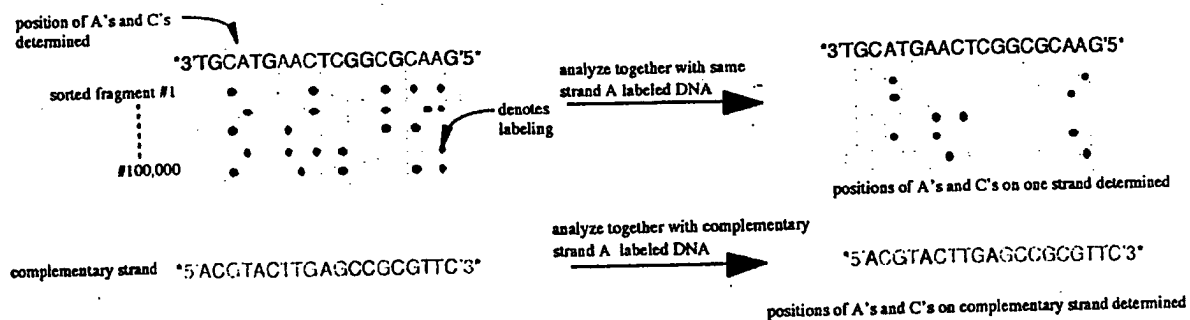 position of A's and C's
determined
"3'TGCATGAACTCGGCGCAAG'5"
sorted fragment #1
#100,000
denotes
labeling
analyze together with same
strand A labeled DNA
"3'TGCATGAACTCGGCGCAAG'5"
positions of A's and C's on one strand determined
complementary strand
"5'ACGTACTTGAGCCGCGTTC'3"
analyze together with complementary
strand A labeled DNA
"5'ACGTACTTGAGCCGCGTTC'3"
positions of A's and C's on complementary strand determined